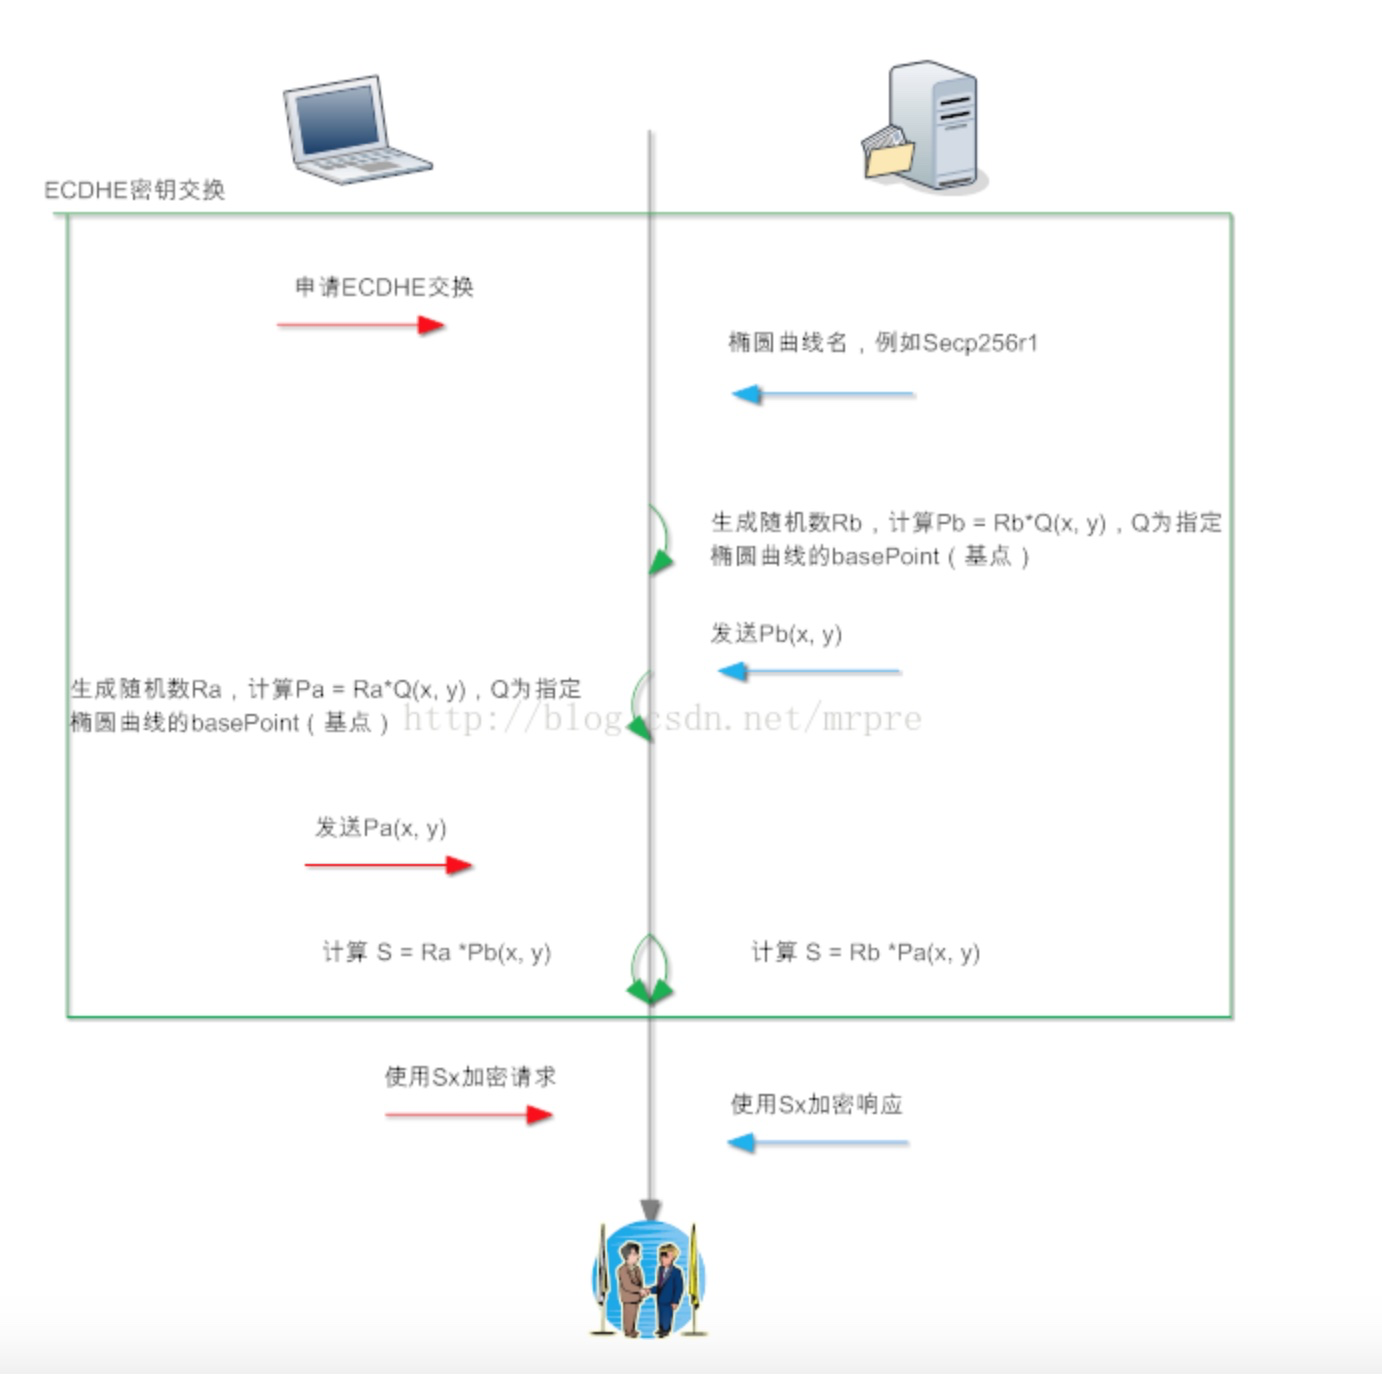 ECDHE密钥交换
申请ECDHE交换
椭圆曲线名，例如Secp256r1
生成随机数Rb，计算Pb = Rb*Q(x, y)，Q为指定
椭圆曲线的basePoint（基点）
发送Pb(x, y)
生成随机数Ra，计算Pa = Ra*Q(x, y)，Q为指定
椭圆曲线的basePoint（基点）
http://blog.csdn.net/mrpre
发送Pa(x, y)
计算 S = Ra *Pb(x, y)
计算 S = Rb *Pa(x, y)
使用Sx加密请求
使用Sx加密响应